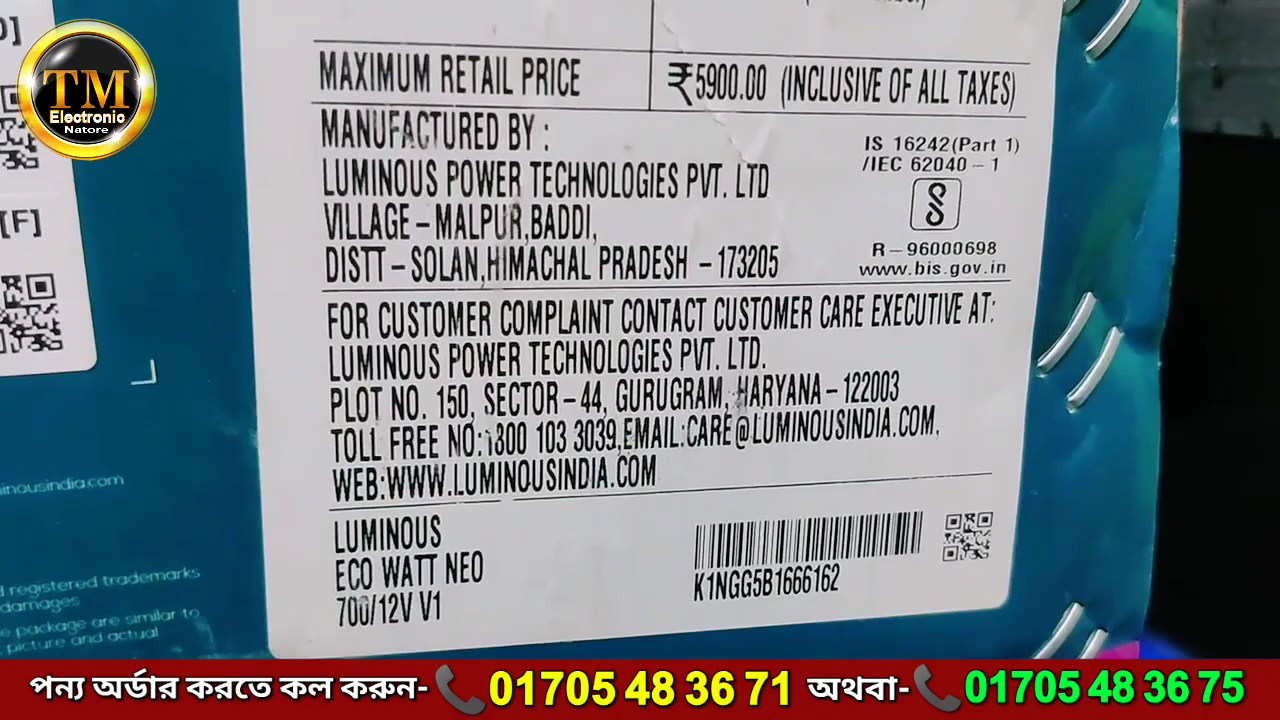 TM
Electronic
Natore
[F]
MAXIMUM RETAIL PRICE ₹5900.00 (INCLUSIVE OF ALL TAXES)
MANUFACTURED BY :
LUMINOUS POWER TECHNOLOGIES PVT. LTD
VILLAGE – MALPUR,BADDI,
DISTT – SOLAN,HIMACHAL PRADESH – 173205
IS 16242(Part 1)
/IEC 62040 – 1
R – 96000698
www.bis.gov.in
FOR CUSTOMER COMPLAINT CONTACT CUSTOMER CARE EXECUTIVE AT:
LUMINOUS POWER TECHNOLOGIES PVT. LTD.
PLOT NO. 150, SECTOR – 44, GURUGRAM, HARYANA – 122003
TOLL FREE NO:1800 103 3039,EMAIL:CARE@LUMINOUSINDIA.COM,
WEB:WWW.LUMINOUSINDIA.COM
LUMINOUS
ECO WATT NEO
700/12V V1
K1NGG5B1666162
registered trademarks
damages
package are similar to
picture and actual
পন্য অর্ডার করতে কল করুন- 01705 48 36 71 অথবা- 01705 48 36 75